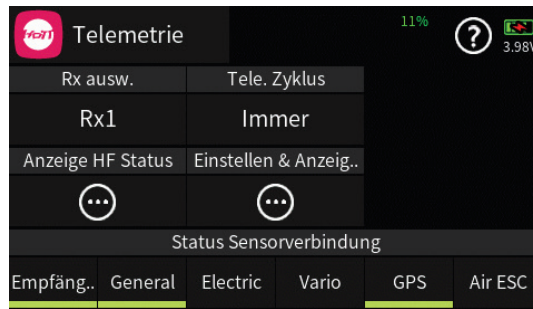 HoTT Telemetrie 11% ?
3.98V
Rx ausw. Tele. Zyklus
Rx1 Immer
Anzeige HF Status Einstellen & Anzeig..
Status Sensorverbindung
Empfäng.. General Electric Vario GPS Air ESC